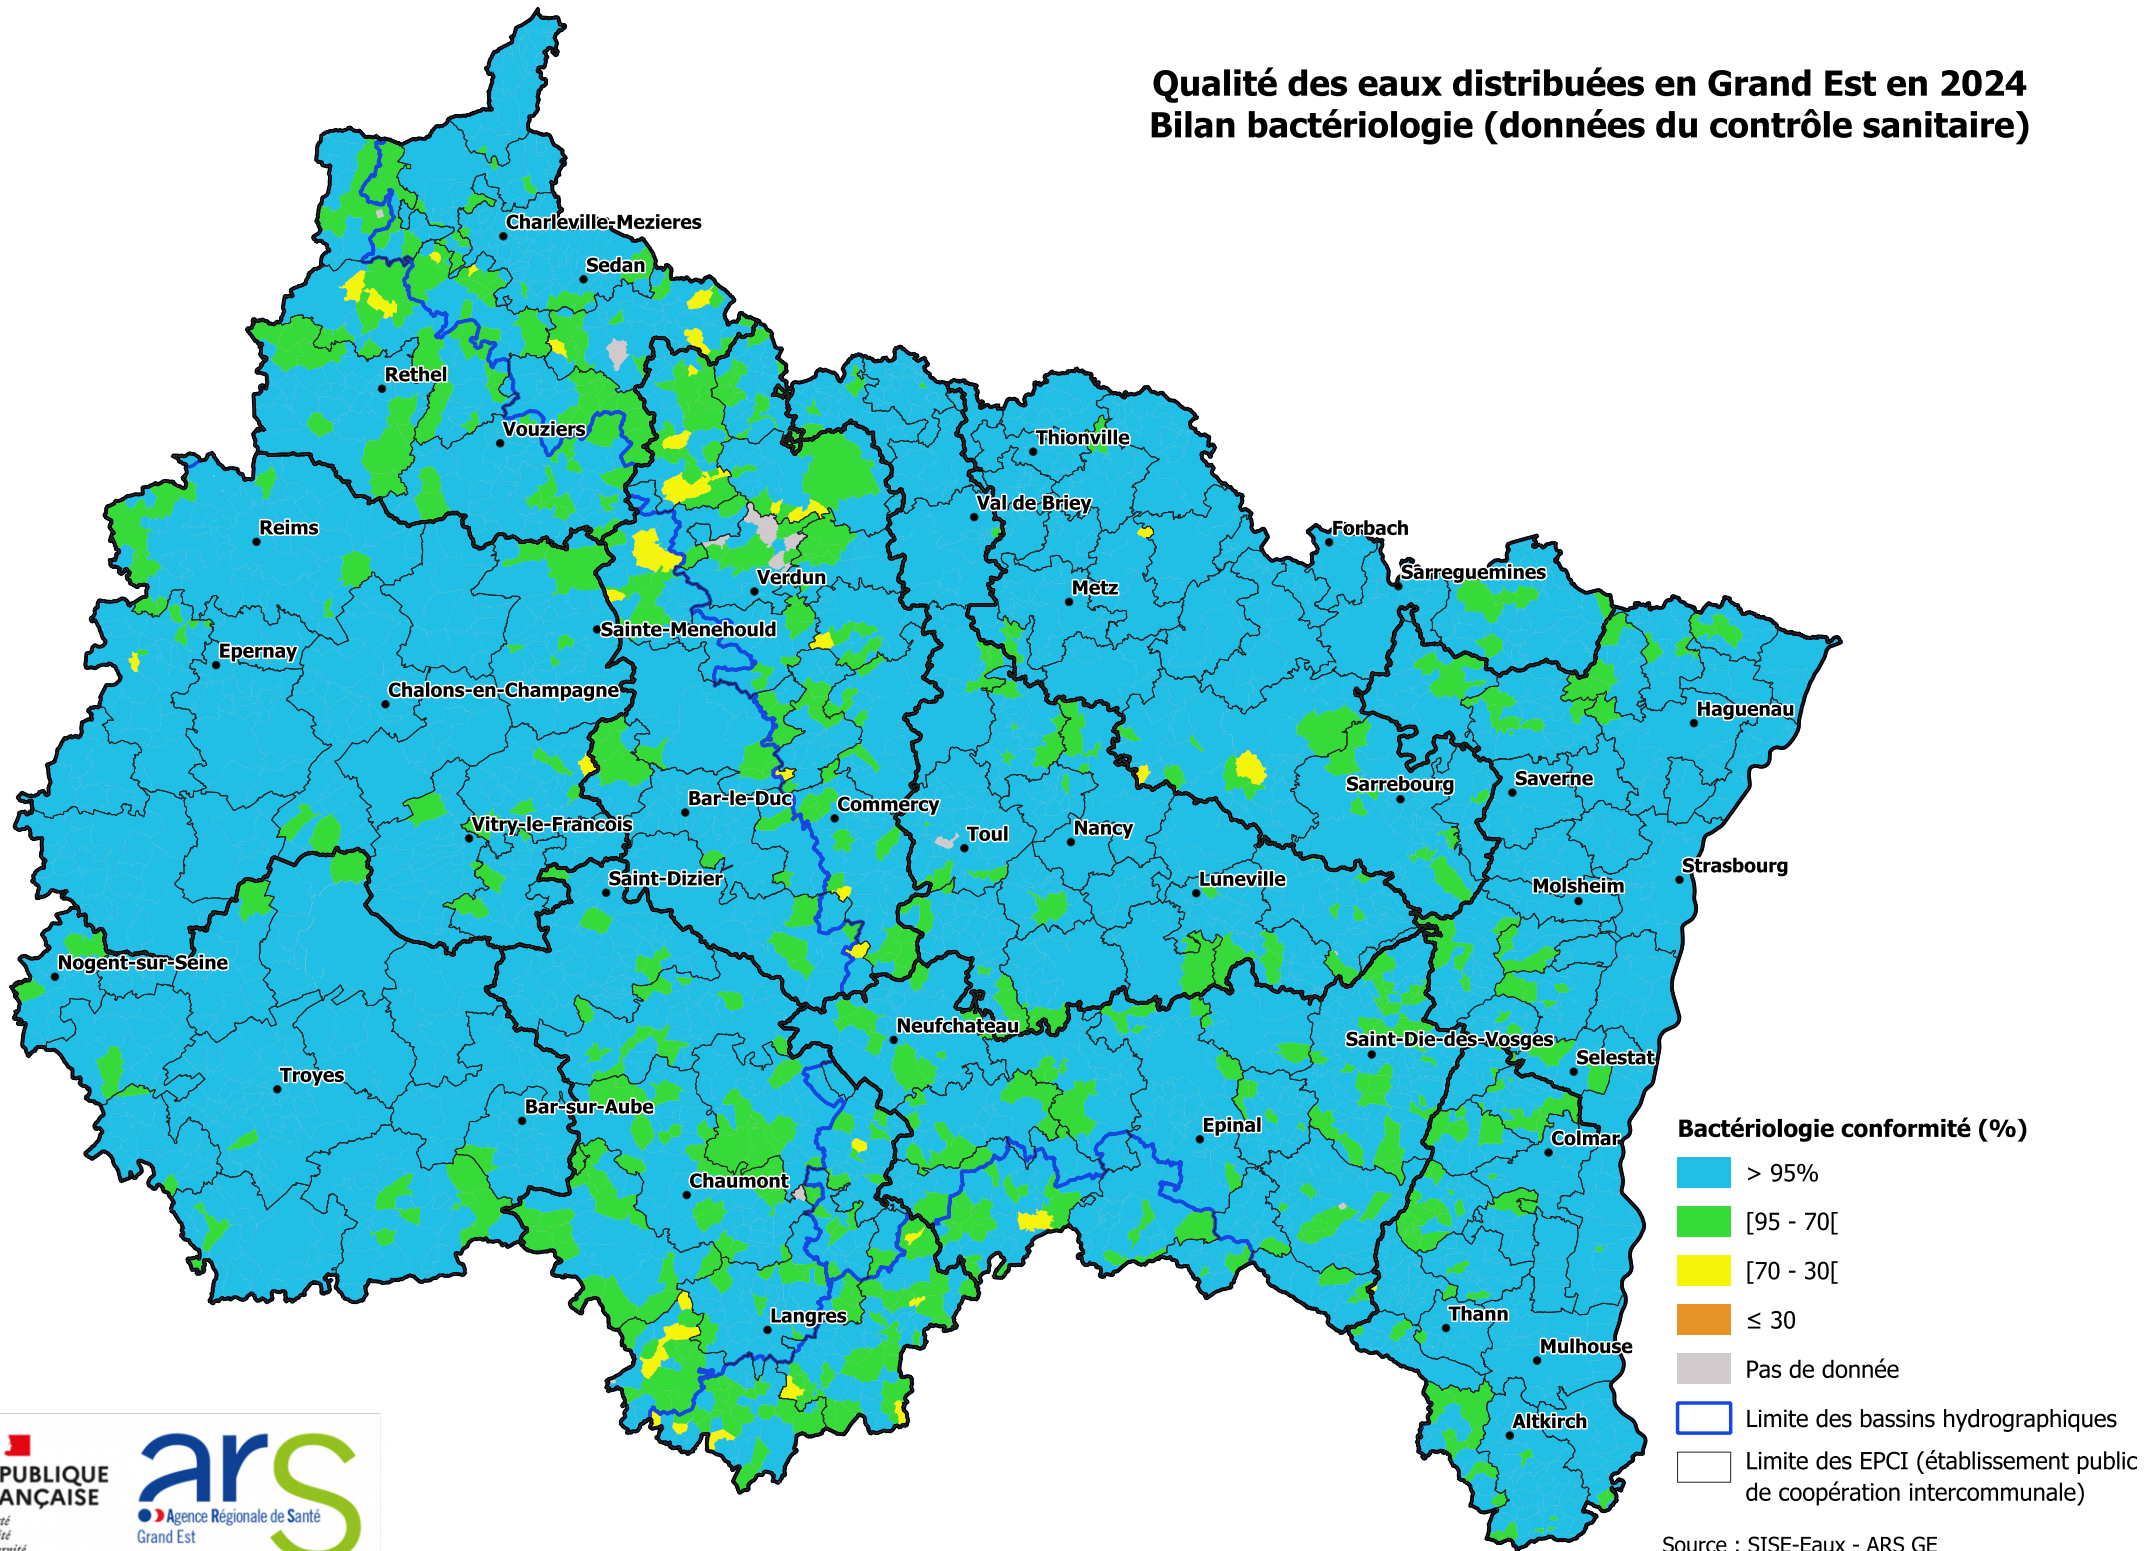 Qualité des eaux distribuées en Grand Est en 2024
Bilan bactériologie (données du contrôle sanitaire)
Charleville-Mezieres
Sedan
Rethel
Vouziers
Thionville
Val de Briey
Reims
Forbach
Sarreguemines
Verdun
Metz
Sainte-Menehould
Epernay
Chalons-en-Champagne
Haguenau
Saverne
Sarrebourg
Bar-le-Duc
Commercy
Vitry-le-Francois
Toul
Nancy
Strasbourg
Saint-Dizier
Luneville
Molsheim
Nogent-sur-Seine
Neufchateau
Saint-Die-des-Vosges
Selestat
Troyes
Bar-sur-Aube
Epinal
Colmar
Chaumont
Langres
Thann
Mulhouse
Altkirch
Bactériologie conformité (%)
> 95%
[95 - 70[
[70 - 30[
≤ 30
Pas de donnée
Limite des bassins hydrographiques
Limite des EPCI (établissement public
de coopération intercommunale)
Source : SISE-Eaux - ARS GE
PUBLIQUE
ANÇAISE
té
ité
ernité
ars
Agence Régionale de Santé
Grand Est